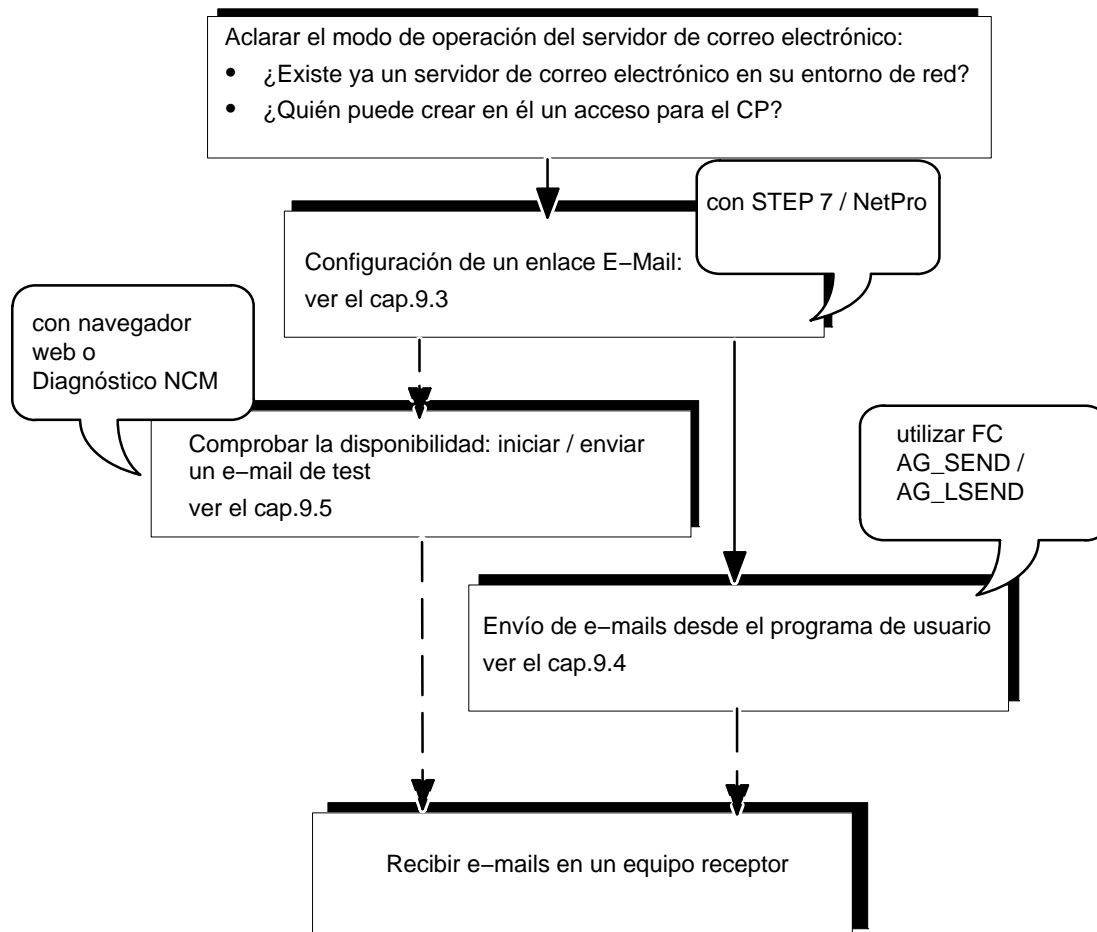 Aclarar el modo de operación del servidor de correo electrónico:
• ¿Existe ya un servidor de correo electrónico en su entorno de red?
• ¿Quién puede crear en él un acceso para el CP?
con STEP 7 / NetPro
Configuración de un enlace E−Mail:
ver el cap.9.3
con navegador
web o
Diagnóstico NCM
Comprobar la disponibilidad: iniciar / enviar
un e−mail de test
ver el cap.9.5
utilizar FC
AG_SEND /
AG_LSEND
Envío de e−mails desde el programa de usuario
ver el cap.9.4
Recibir e−mails en un equipo receptor